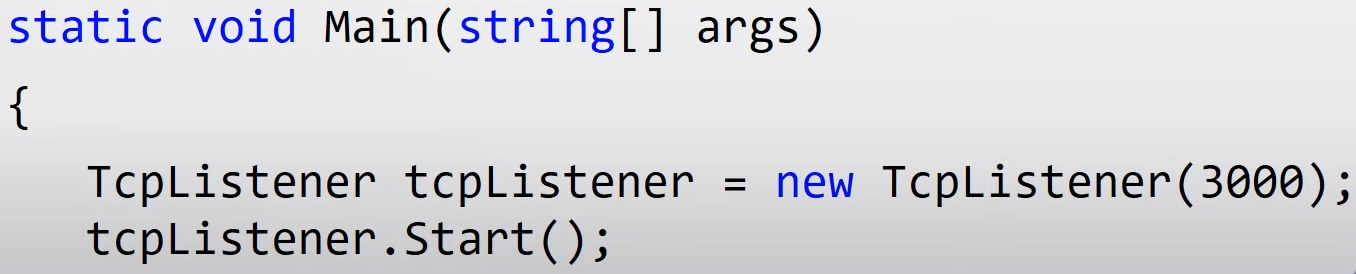 static void Main(string[] args)
{
TcpListener tcpListener = new TcpListener(3000);
tcpListener.Start();